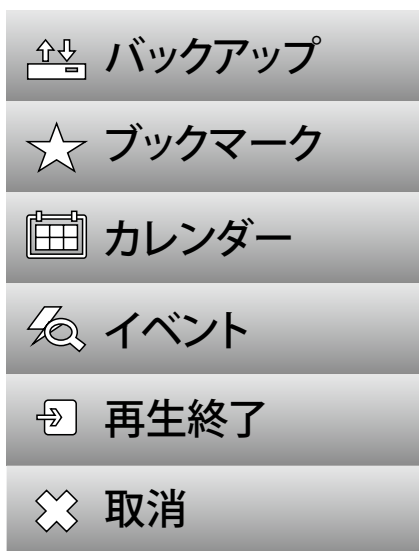 バックアップ
ブックマーク
カレンダー
イベント
再生終了
取消